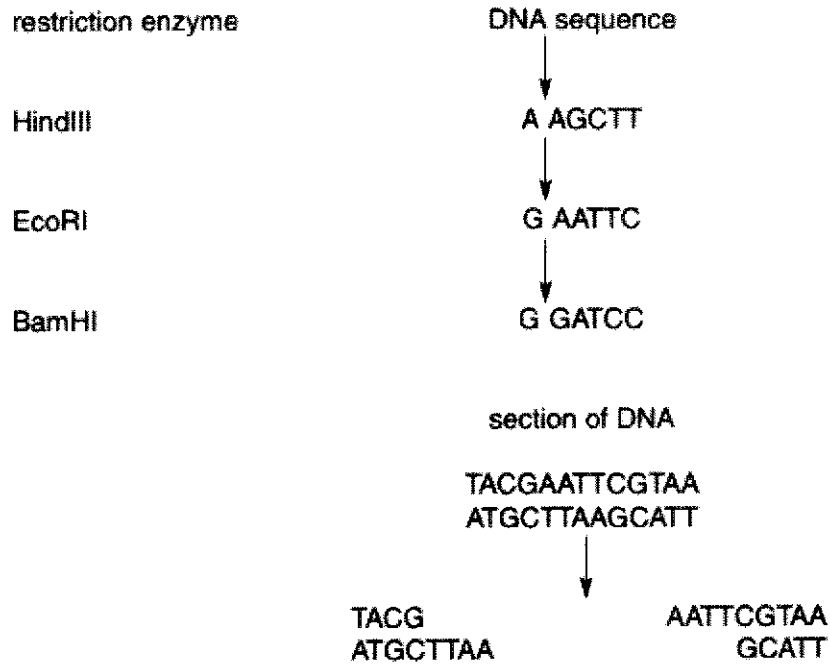 restriction enzyme DNA sequence
HindIII A AGCTT
EcoRI G AATTC
BamHI G GATCC
section of DNA
TACGAATTCGTAA
ATGCTTAAGCATT
TACG AATTCGTAA
ATGCTTAA GCATT